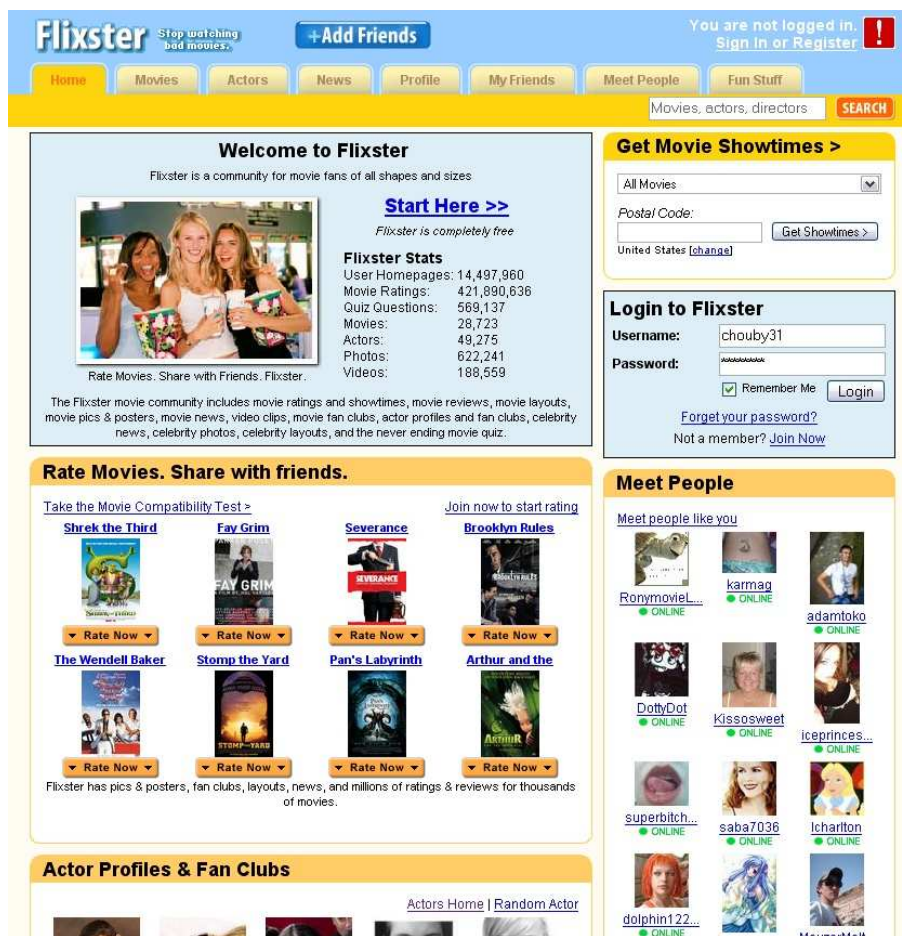 Flixster Stop watching bad movies.
+Add Friends
You are not logged in.
Sign In or Register !
Home Movies Actors News Profile My Friends Meet People Fun Stuff
Movies, actors, directors SEARCH
Welcome to Flixster
Flixster is a community for movie fans of all shapes and sizes
Start Here >>
Flixster is completely free
Flixster Stats
User Homepages: 14,497,960
Movie Ratings: 421,890,636
Quiz Questions: 569,137
Movies: 28,723
Actors: 49,275
Photos: 622,241
Videos: 188,559
Rate Movies. Share with Friends. Flixster.
The Flixster movie community includes movie ratings and showtimes, movie reviews, movie layouts,
movie pics & posters, movie news, video clips, movie fan clubs, actor profiles and fan clubs, celebrity
news, celebrity photos, celebrity layouts, and the never ending movie quiz.
Get Movie Showtimes >
All Movies
Postal Code:
Get Showtimes >
United States [change]
Login to Flixster
Username: chouby31
Password: *********
Remember Me Login
Forget your password?
Not a member? Join Now
Rate Movies. Share with friends.
Take the Movie Compatibility Test > Join now to start rating
Shrek the Third Fay Grim Severance Brooklyn Rules
FAY GRIM
SEVERANCE
BROOKLYN RULES
Rate Now Rate Now Rate Now Rate Now
The Wendell Baker Stomp the Yard Pan's Labyrinth Arthur and the
STOMP THE YARD
ARTHUR
Rate Now Rate Now Rate Now Rate Now
Flixster has pics & posters, fan clubs, layouts, news, and millions of ratings & reviews for thousands
of movies.
Meet People
Meet people like you
RonymovieL... karmag adamtoko
ONLINE ONLINE ONLINE
DottyDot Kissosweet iceprinces...
ONLINE ONLINE ONLINE
superbitch... saba7036 lcharlton
ONLINE ONLINE ONLINE
dolphin122...
ONLINE
Actor Profiles & Fan Clubs
Actors Home | Random Actor